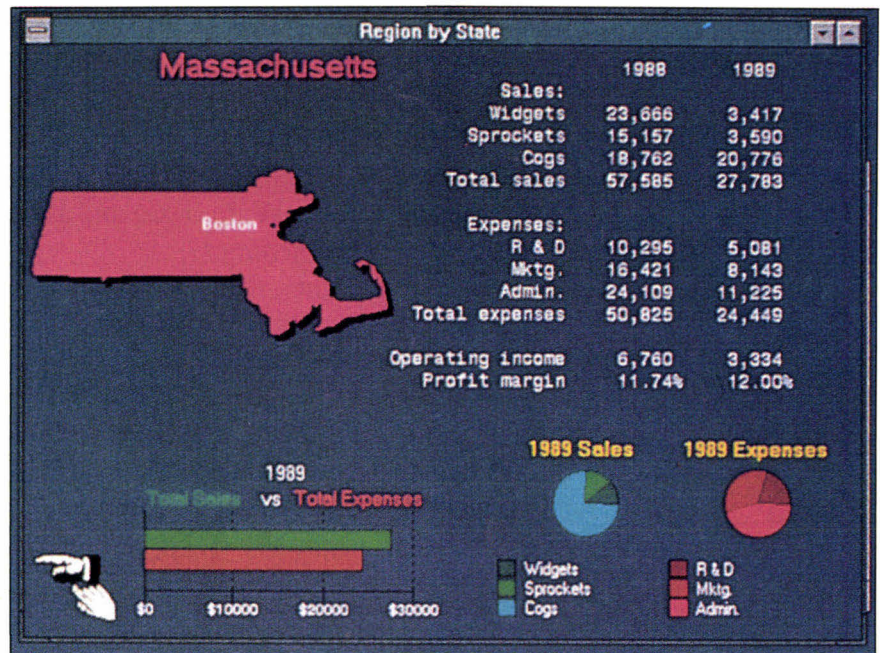 Region by State
Massachusetts
1988 1989
Sales:
Widgets 23,666 3,417
Sprockets 15,157 3,590
Cogs 18,762 20,776
Total sales 57,585 27,783
Expenses:
R & D 10,295 5,081
Mktg. 16,421 8,143
Admin. 24,109 11,225
Total expenses 50,825 24,449
Operating income 6,760 3,334
Profit margin 11.74% 12.00%
Boston
1989
Total Sales vs Total Expenses
$0 $10000 $20000 $30000
1989 Sales
Widgets
Sprockets
Cogs
1989 Expenses
R & D
Mktg.
Admin.